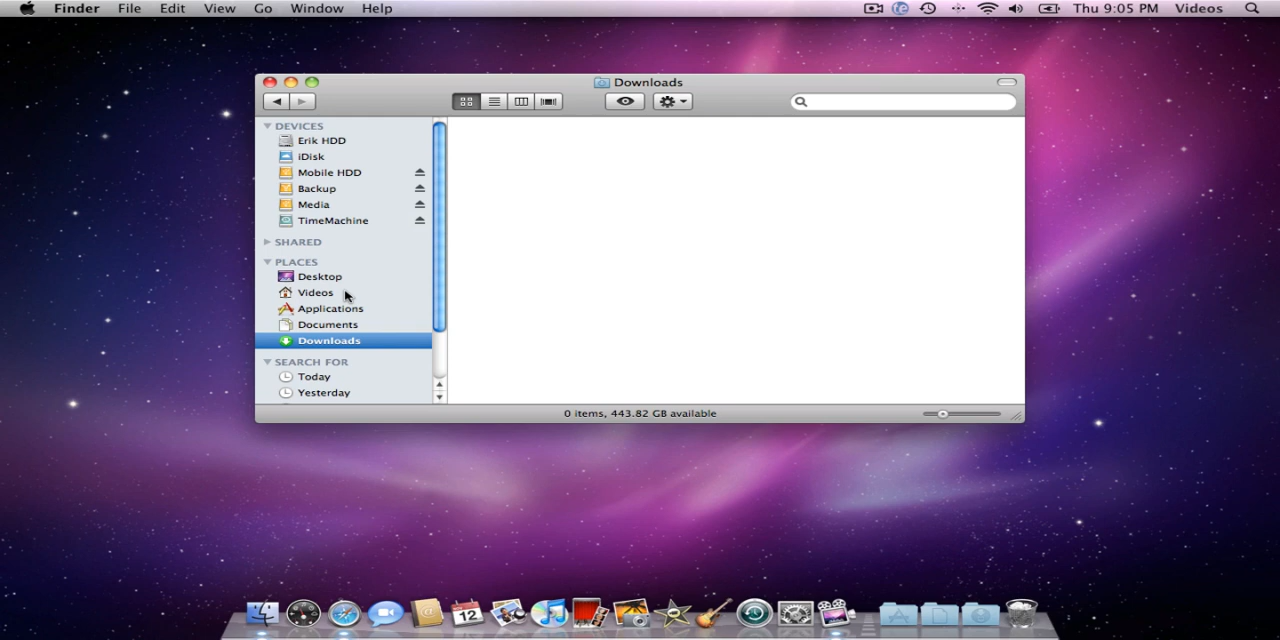 Finder File Edit View Go Window Help Thu 9:05 PM Videos
Downloads
DEVICES
Erik HDD
iDisk
Mobile HDD
Backup
Media
TimeMachine
SHARED
PLACES
Desktop
Videos
Applications
Documents
Downloads
SEARCH FOR
Today
Yesterday
0 items, 443.82 GB available
12